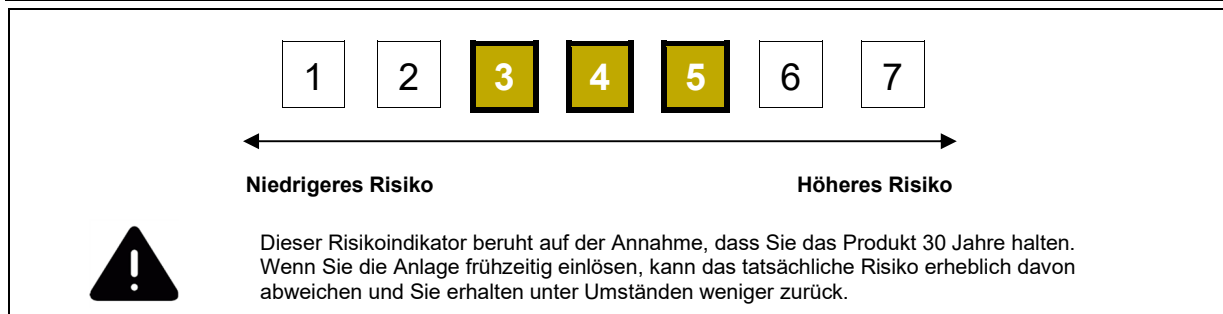 1 2 3 4 5 6 7
Niedrigeres Risiko Höheres Risiko
Dieser Risikoindikator beruht auf der Annahme, dass Sie das Produkt 30 Jahre halten.
Wenn Sie die Anlage frühzeitig einlösen, kann das tatsächliche Risiko erheblich davon
abweichen und Sie erhalten unter Umständen weniger zurück.